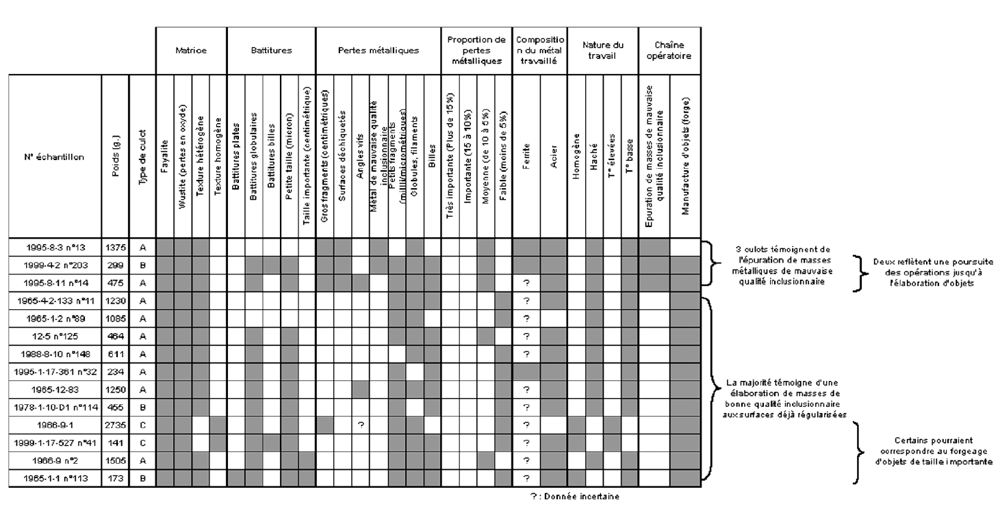 Matrice
Battitures
Pertes métalliques
Proportion de
pertes
métalliques
Compositio
n du métal
travaillé
Nature du
travail
Chaîne
opératoire
N° échantillon
Poids (g.)
Type de culot
Fayalite
Wustite (pertes en oxyde)
Texture hétérogène
Texture homogène
Battitures plates
Battitures globulaires
Battitures billes
Petite taille (micron)
Taille importante (centimétrique)
Gros fragments (centimétriques)
Surfaces déchiquetés
Angles vifs
Métal de mauvaise qualité
inclusionnaire
Petits fragments
(milli/micrométriques)
Globules, filaments
Billes
Très importante (Plus de 15%)
Importante (15 à 10%)
Moyenne (de 10 à 5%)
Faible (moins de 5%)
Ferrite
Acier
Homogène
Haché
T° élevées
T° basse
Epuration de masses de mauvaise
qualité inclusionnaire
Manufacture d'objets (forge)
1995-8-3 n°13 1375 A
1999-4-2 n°203 299 B
1995-8-11 n°14 475 A ?
1965-4-2-133 n°11 1230 A ?
1965-1-2 n°89 1085 A ?
12-5 n°125 464 A ?
1988-8-10 n°148 611 A ?
1995-1-17-361 n°32 234 A ?
1965-12-83 1250 A ?
1978-1-10-D1 n°114 455 B ?
1966-9-1 2735 C ? ?
1999-1-17-527 n°41 141 C ?
1966-9 n°2 1505 A ?
1965-1-1 n°113 173 B ?
3 culots témoignent de
l'épuration de masses
métalliques de mauvaise
qualité inclusionnaire
Deux reflètent une poursuite
des opérations jusqu'à
l'élaboration d'objets
La majorité témoigne d'une
élaboration de masses de
bonne qualité inclusionnaire
aux surfaces déjà régularisées
Certains pourraient
correspondre au forgeage
d'objets de taille importante
? : Donnée incertaine